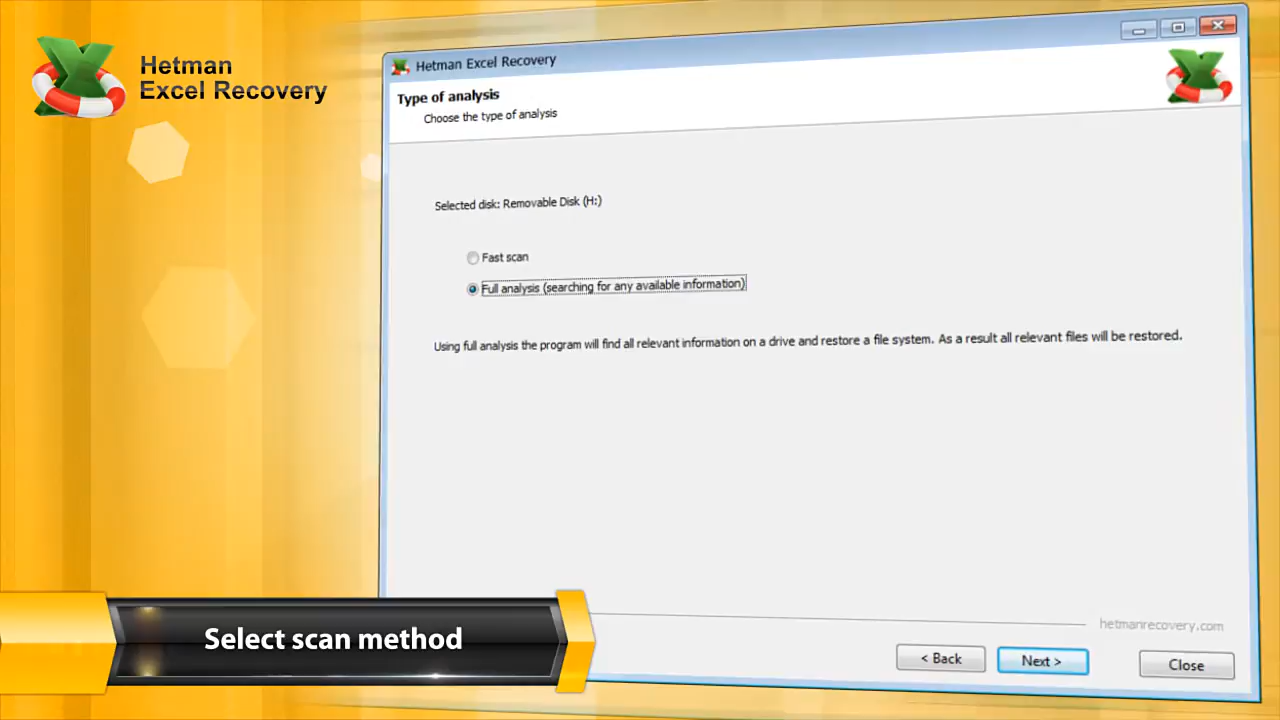 Hetman
Excel Recovery
Hetman Excel Recovery
Type of analysis
Choose the type of analysis
Selected disk: Removable Disk (H:)
Fast scan
Full analysis (searching for any available information)
Using full analysis the program will find all relevant information on a drive and restore a file system. As a result all relevant files will be restored.
hetmanrecovery.com
Select scan method
< Back
Next >
Close